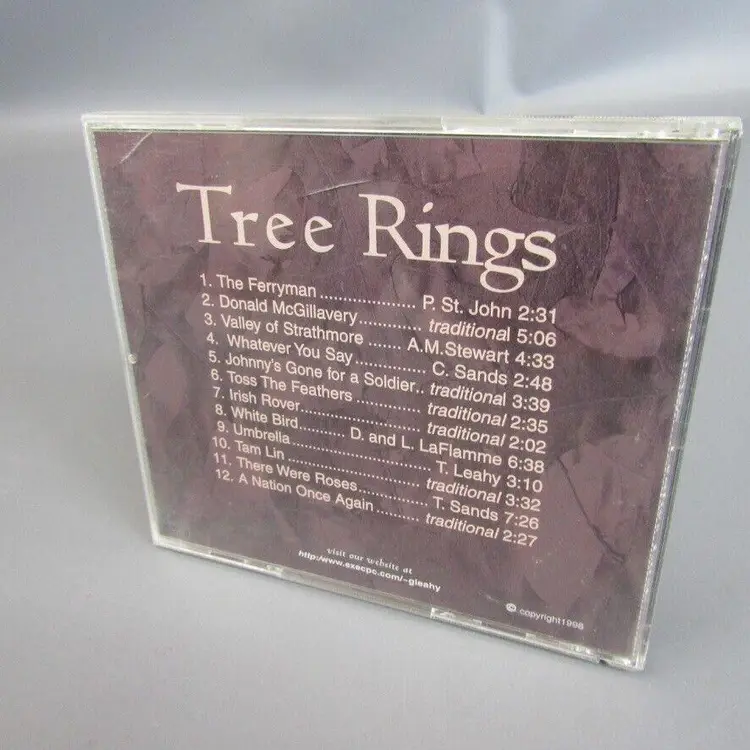 Tree Rings
1. The Ferryman .................... P. St. John 2:31
2. Donald McGillavery............. traditional 5:06
3. Valley of Strathmore ....... A.M.Stewart 4:33
4. Whatever You Say............... C. Sands 2:48
5. Johnny's Gone for a Soldier.. traditional 3:39
6. Toss The Feathers .............. traditional 2:35
7. Irish Rover......................... traditional 2:02
8. White Bird........... D. and L. LaFlamme 6:38
9. Umbrella ............................. T. Leahy 3:10
10. Tam Lin ........................... traditional 3:32
11. There Were Roses.............. T. Sands 7:26
12. A Nation Once Again ......... traditional 2:27
visit our website at
http:/www.execpc.com/~gleahy
© copyright1998